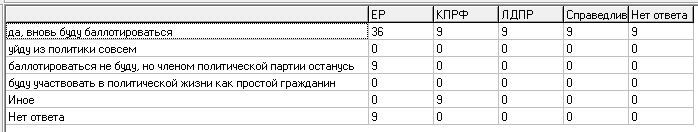 ЕР КПРФ ЛДПР Справедлив Нет ответа
да, вновь буду баллотироваться 36 9 9 9 9
уйду из политики совсем 0 0 0 0 0
баллотироваться не буду, но членом политической партии останусь 9 0 0 0 0
буду участвовать в политической жизни как простой гражданин 0 0 0 0 0
Иное 0 9 0 0 0
Нет ответа 9 0 0 0 0